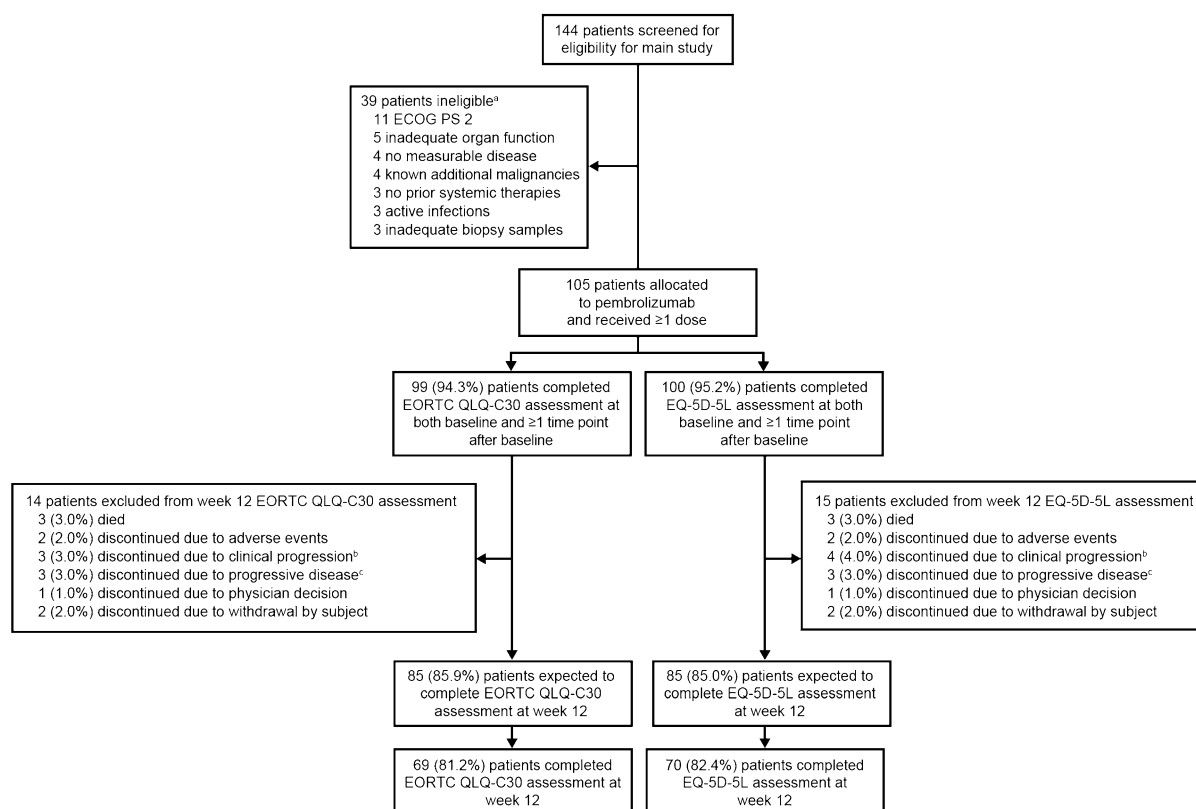 144 patients screened for
eligibility for main study
39 patients ineligibleᵃ
11 ECOG PS 2
5 inadequate organ function
4 no measurable disease
4 known additional malignancies
3 no prior systemic therapies
3 active infections
3 inadequate biopsy samples
105 patients allocated
to pembrolizumab
and received ≥1 dose
99 (94.3%) patients completed
EORTC QLQ-C30 assessment at
both baseline and ≥1 time point
after baseline
100 (95.2%) patients completed
EQ-5D-5L assessment at both
baseline and ≥1 time point
after baseline
14 patients excluded from week 12 EORTC QLQ-C30 assessment
3 (3.0%) died
2 (2.0%) discontinued due to adverse events
3 (3.0%) discontinued due to clinical progressionᵇ
3 (3.0%) discontinued due to progressive diseaseᶜ
1 (1.0%) discontinued due to physician decision
2 (2.0%) discontinued due to withdrawal by subject
15 patients excluded from week 12 EQ-5D-5L assessment
3 (3.0%) died
2 (2.0%) discontinued due to adverse events
4 (4.0%) discontinued due to clinical progressionᵇ
3 (3.0%) discontinued due to progressive diseaseᶜ
1 (1.0%) discontinued due to physician decision
2 (2.0%) discontinued due to withdrawal by subject
85 (85.9%) patients expected to
complete EORTC QLQ-C30
assessment at week 12
85 (85.0%) patients expected to
complete EQ-5D-5L assessment
at week 12
69 (81.2%) patients completed
EORTC QLQ-C30 assessment at
week 12
70 (82.4%) patients completed
EQ-5D-5L assessment at
week 12